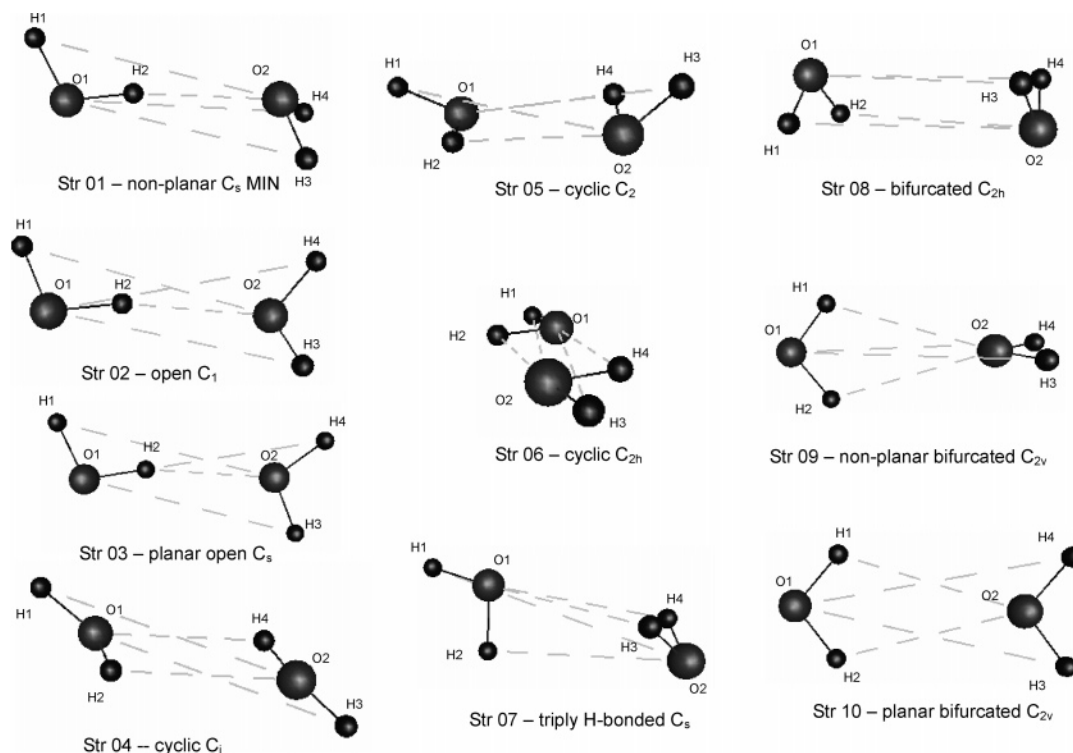 H1
O1
H2
O2
H4
H3
Str 01 – non-planar Cs MIN
H1
O1
H2
O2
H4
H3
Str 02 – open C1
H1
O1
H2
O2
H4
H3
Str 03 – planar open Cs
H1
O1
H2
H4
O2
H3
Str 04 -- cyclic Ci
H1
O1
H2
H4
H3
O2
Str 05 – cyclic C2
H1
O1
H2
H4
O2
H3
Str 06 – cyclic C2h
H1
O1
H2
H4
H3
O2
Str 07 – triply H-bonded Cs
O1
H2
H1
H4
H3
O2
Str 08 – bifurcated C2h
H1
O1
H2
O2
H4
H3
Str 09 – non-planar bifurcated C2v
H1
O1
H2
H4
O2
H3
Str 10 – planar bifurcated C2v